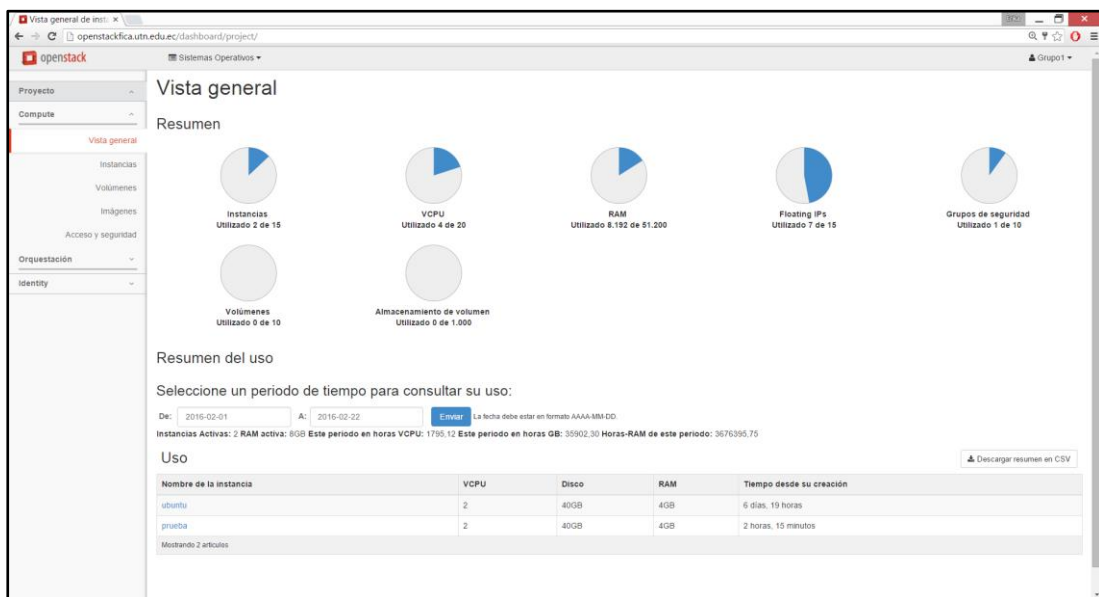 Vista general de insta
openstackfica.utn.edu.ec/dashboard/project/
openstack
Sistemas Operativos
Grupo1
Proyecto
Compute
Vista general
Instancias
Volúmenes
Imágenes
Acceso y seguridad
Orquestación
Identity
Vista general
Resumen
Instancias
Utilizado 2 de 15
VCPU
Utilizado 4 de 20
RAM
Utilizado 8.192 de 51.200
Floating IPs
Utilizado 7 de 15
Grupos de seguridad
Utilizado 1 de 10
Volúmenes
Utilizado 0 de 10
Almacenamiento de volumen
Utilizado 0 de 1.000
Resumen del uso
Seleccione un periodo de tiempo para consultar su uso:
De: 2016-02-01 A: 2016-02-22 Enviar La fecha debe estar en formato AAAA-MM-DD.
Instancias Activas: 2 RAM activa: 8GB Este periodo en horas VCPU: 1795,12 Este periodo en horas GB: 35902,30 Horas-RAM de este periodo: 3676395,75
Uso
Descargar resumen en CSV
Nombre de la instancia VCPU Disco RAM Tiempo desde su creación
ubuntu 2 40GB 4GB 6 días, 19 horas
prueba 2 40GB 4GB 2 horas, 15 minutos
Mostrando 2 artículos